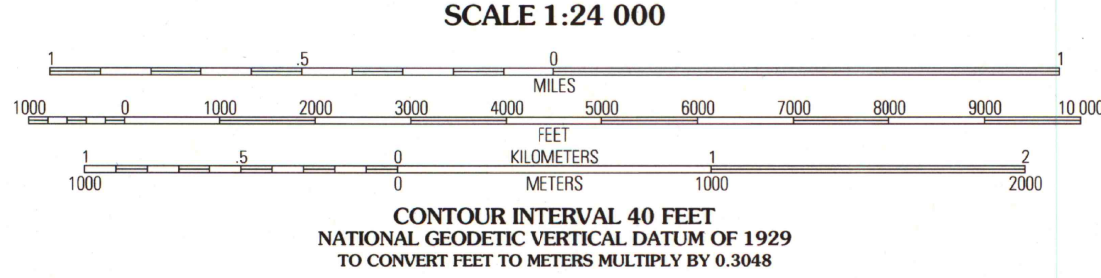 SCALE 1:24 000
1 .5 0 1
MILES
1000 0 1000 2000 3000 4000 5000 6000 7000 8000 9000 10 000
FEET
1 .5 0 KILOMETERS 1 2
1000 0 METERS 1000 2000
CONTOUR INTERVAL 40 FEET
NATIONAL GEODETIC VERTICAL DATUM OF 1929
TO CONVERT FEET TO METERS MULTIPLY BY 0.3048